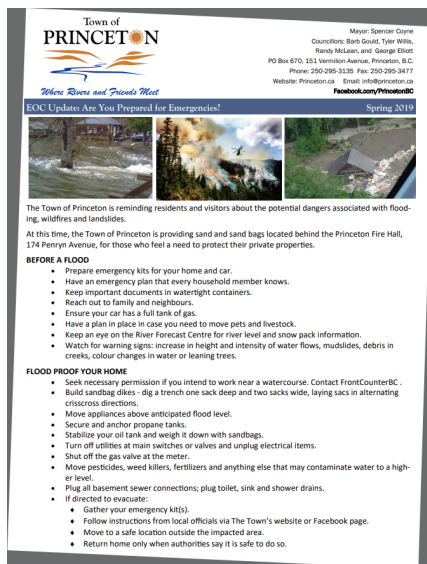 Town of
PRINCETON
Where Rivers and Friends Meet
Mayor: Spencer Coyne
Councillors: Barb Gould, Tyler Willis,
Randy McLean, and George Elliott
PO Box 670, 151 Vermilion Avenue, Princeton, B.C.
Phone: 250-295-3135 Fax: 250-295-3477
Website: Princeton.ca Email: info@princeton.ca
Facebook.com/PrincetonBC
EOC Update: Are You Prepared for Emergencies? Spring 2019
The Town of Princeton is reminding residents and visitors about the potential dangers associated with flood-
ing, wildfires and landslides.
At this time, the Town of Princeton is providing sand and sand bags located behind the Princeton Fire Hall,
174 Penryn Avenue, for those who feel a need to protect their private properties.
BEFORE A FLOOD
• Prepare emergency kits for your home and car.
• Have an emergency plan that every household member knows.
• Keep important documents in watertight containers.
• Reach out to family and neighbours.
• Ensure your car has a full tank of gas.
• Have a plan in place in case you need to move pets and livestock.
• Keep an eye on the River Forecast Centre for river level and snow pack information.
• Watch for warning signs: increase in height and intensity of water flows, mudslides, debris in
creeks, colour changes in water or leaning trees.
FLOOD PROOF YOUR HOME
• Seek necessary permission if you intend to work near a watercourse. Contact FrontCounterBC .
• Build sandbag dikes - dig a trench one sack deep and two sacks wide, laying sacs in alternating
crisscross directions.
• Move appliances above anticipated flood level.
• Secure and anchor propane tanks.
• Stabilize your oil tank and weigh it down with sandbags.
• Turn off utilities at main switches or valves and unplug electrical items.
• Shut off the gas valve at the meter.
• Move pesticides, weed killers, fertilizers and anything else that may contaminate water to a high-
er level.
• Plug all basement sewer connections; plug toilet, sink and shower drains.
• If directed to evacuate:
♦ Gather your emergency kit(s).
♦ Follow instructions from local officials via The Town's website or Facebook page.
♦ Move to a safe location outside the impacted area.
♦ Return home only when authorities say it is safe to do so.